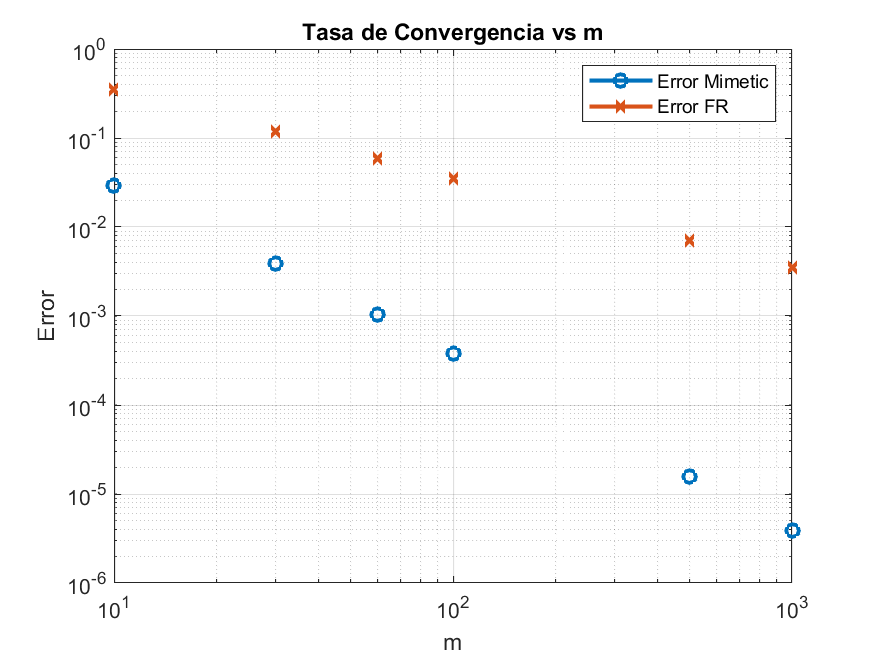 Tasa de Convergencia vs m
Error Mimetic
Error FR
10^0
10^-1
10^-2
10^-3
10^-4
10^-5
10^-6
Error
10^1
10^2
10^3
m